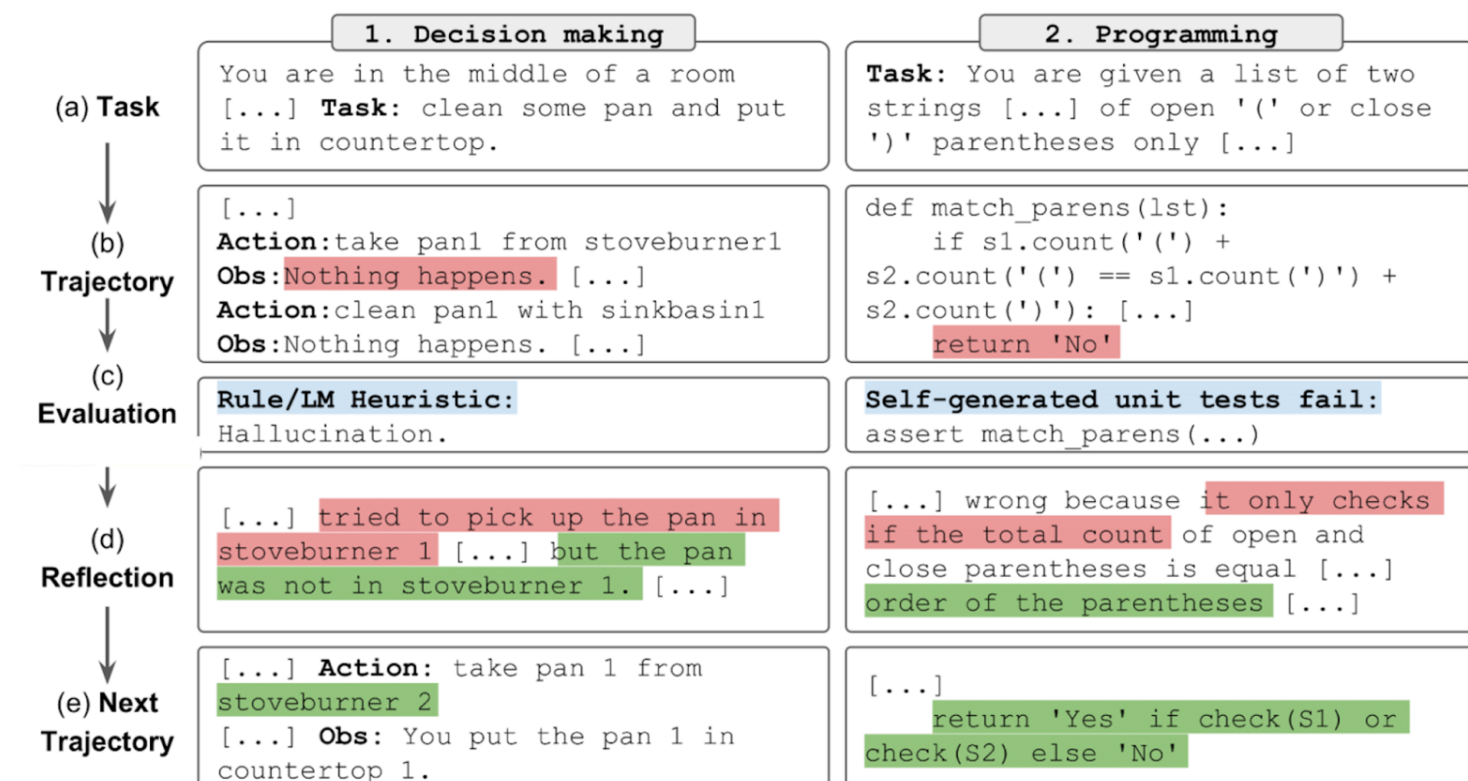 1. Decision making
2. Programming
(a) Task
You are in the middle of a room
[...] Task: clean some pan and put
it in countertop.
Task: You are given a list of two
strings [...] of open '(' or close
')' parentheses only [...]
(b)
Trajectory
[...]
Action:take pan1 from stoveburner1
Obs:Nothing happens. [...]
Action:clean pan1 with sinkbasin1
Obs:Nothing happens. [...]
def match_parens(lst):
    if s1.count('(') +
s2.count('(') == s1.count(')') +
s2.count(')'): [...]
    return 'No'
(c)
Evaluation
Rule/LM Heuristic:
Hallucination.
Self-generated unit tests fail:
assert match_parens(...)
(d)
Reflection
[...] tried to pick up the pan in
stoveburner 1 [...] but the pan
was not in stoveburner 1. [...]
[...] wrong because it only checks
if the total count of open and
close parentheses is equal [...]
order of the parentheses [...]
(e) Next
Trajectory
[...] Action: take pan 1 from
stoveburner 2
[...] Obs: You put the pan 1 in
countertop 1.
[...]
    return 'Yes' if check(S1) or
check(S2) else 'No'